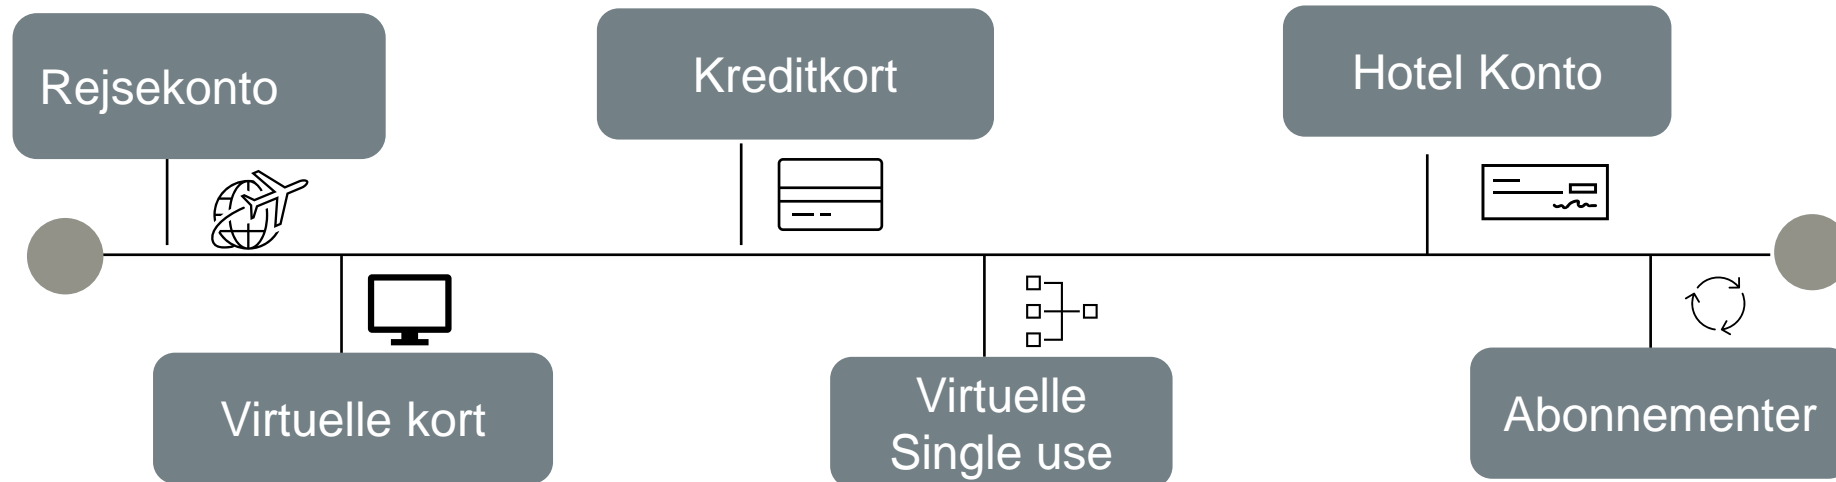 Rejsekonto
Kreditkort
Hotel Konto
Virtuelle kort
Virtuelle
Single use
Abonnementer